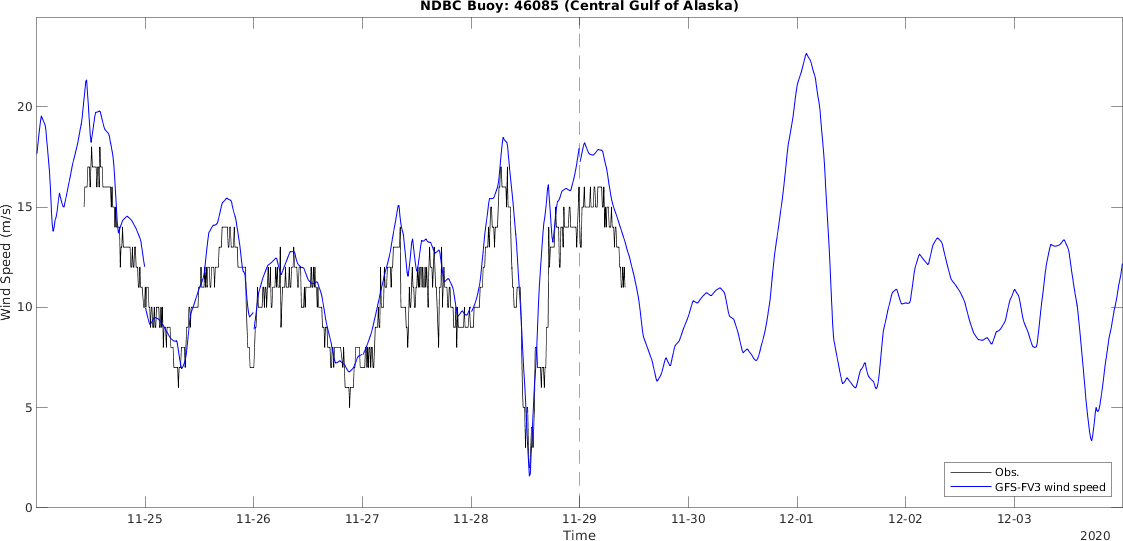 NDBC Buoy: 46085 (Central Gulf of Alaska)
Wind Speed (m/s)
20
15
10
5
0
11-25 11-26 11-27 11-28 11-29 11-30 12-01 12-02 12-03
Time
2020
Obs.
GFS-FV3 wind speed